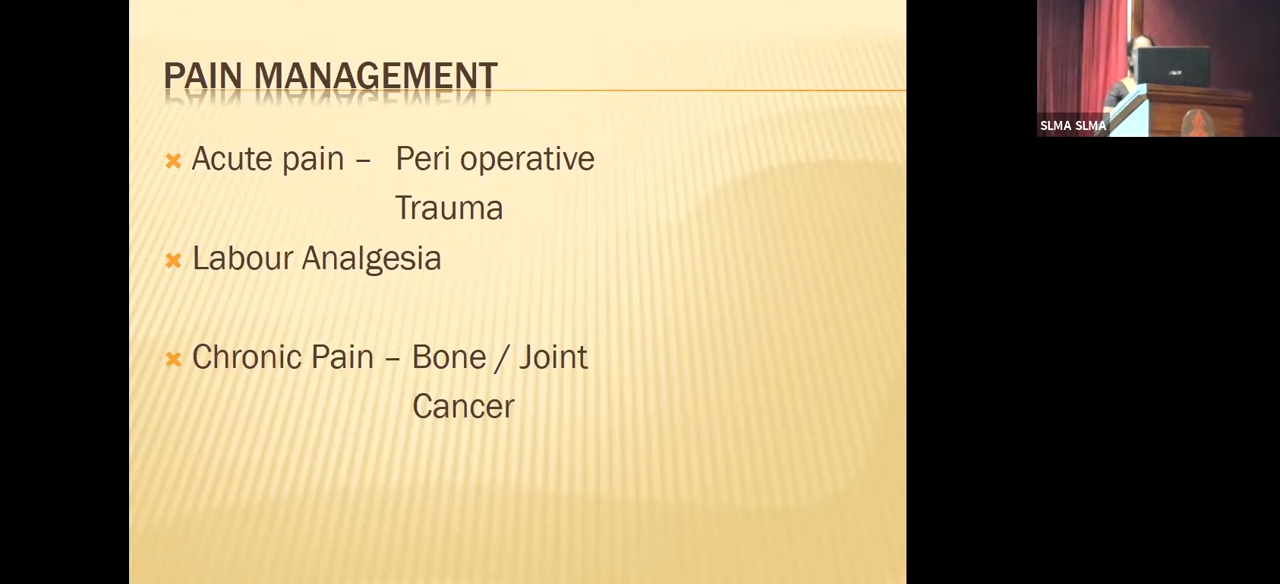 PAIN MANAGEMENT
Acute pain – Peri operative
Trauma
Labour Analgesia
Chronic Pain – Bone / Joint
Cancer
SLMA SLMA